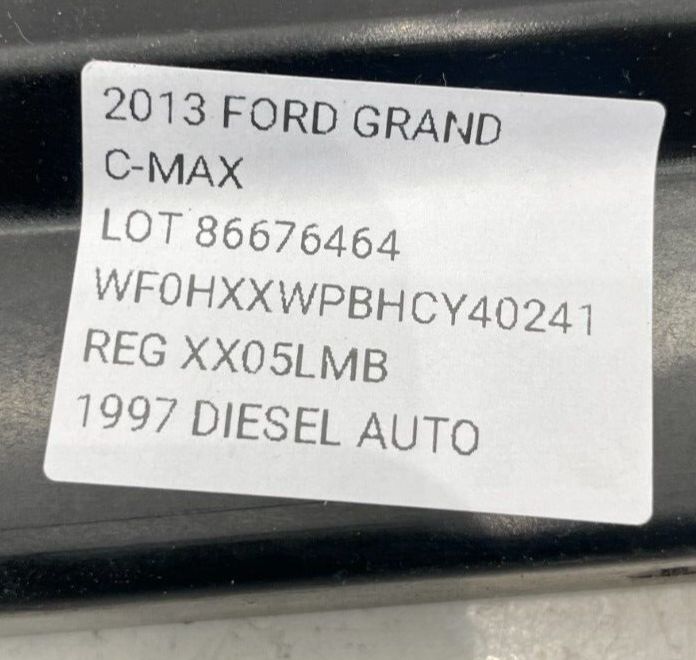 2013 FORD GRAND
C-MAX
LOT 86676464
WF0HXXWPBHCY40241
REG XX05LMB
1997 DIESEL AUTO